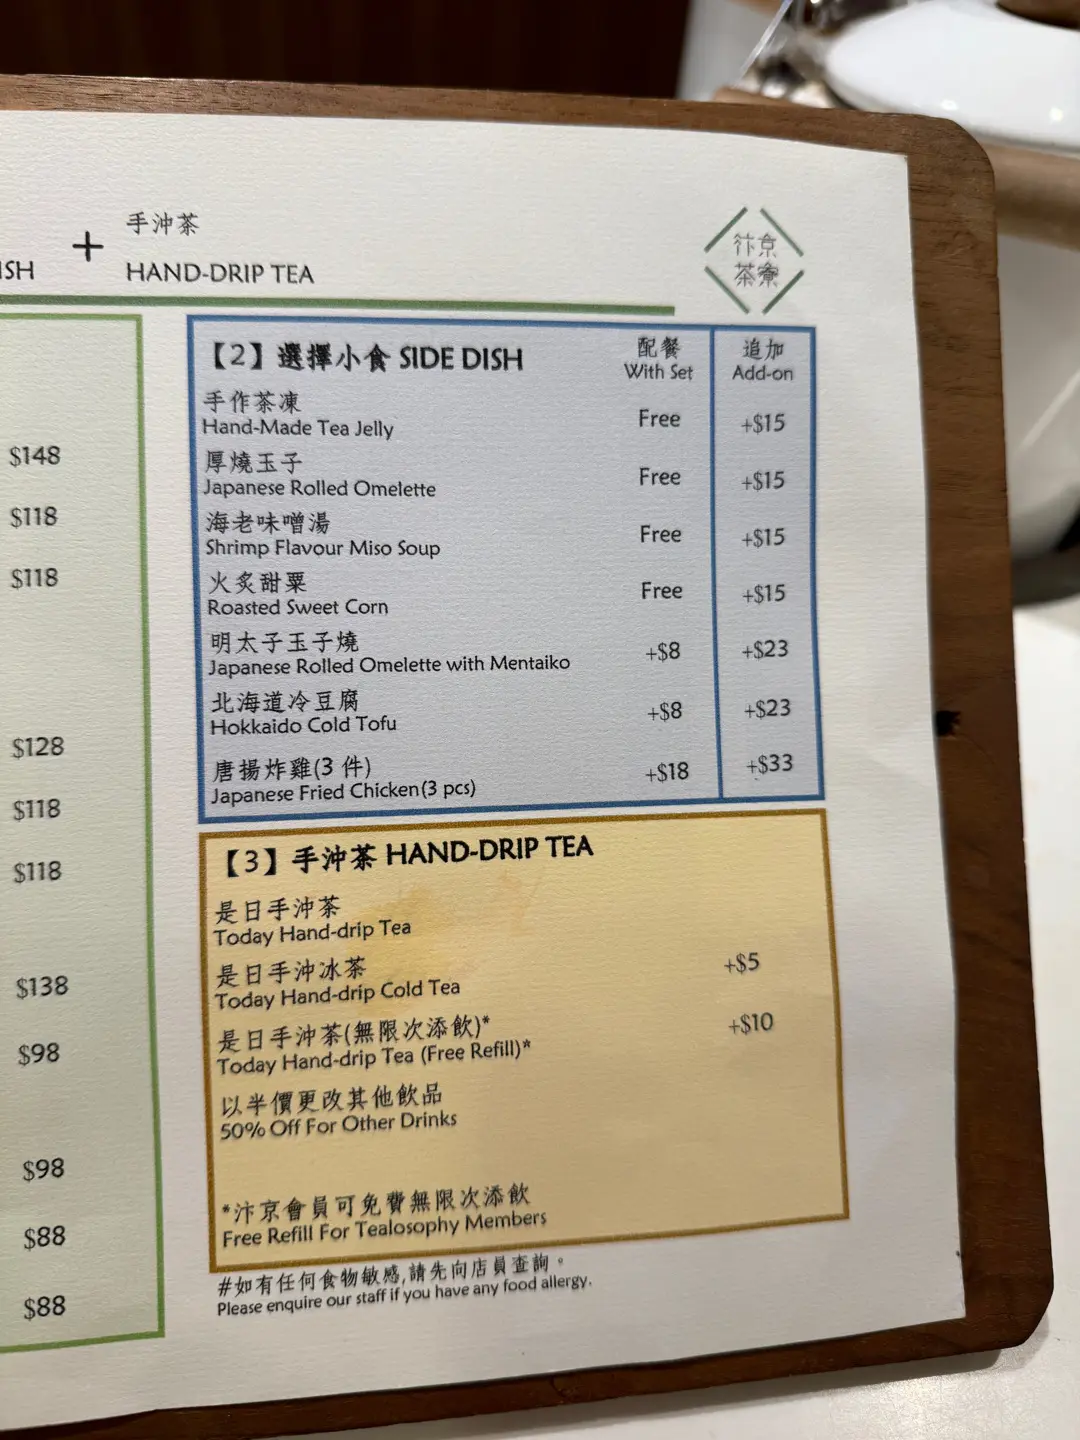 手沖茶
ISH + HAND-DRIP TEA
汴京
茶寮
$148
$118
$118
$128
$118
$118
$138
$98
$98
$88
$88
【2】選擇小食 SIDE DISH 配餐 追加
With Set Add-on
手作茶凍
Hand-Made Tea Jelly Free +$15
厚燒玉子
Japanese Rolled Omelette Free +$15
海老味噌湯
Shrimp Flavour Miso Soup Free +$15
火炙甜粟
Roasted Sweet Corn Free +$15
明太子玉子燒
Japanese Rolled Omelette with Mentaiko +$8 +$23
北海道冷豆腐
Hokkaido Cold Tofu +$8 +$23
唐揚炸雞(3 件)
Japanese Fried Chicken(3 pcs) +$18 +$33
【3】手沖茶 HAND-DRIP TEA
是日手沖茶
Today Hand-drip Tea
是日手沖冰茶 +$5
Today Hand-drip Cold Tea
是日手沖茶(無限次添飲)* +$10
Today Hand-drip Tea (Free Refill)*
以半價更改其他飲品
50% Off For Other Drinks
*汴京會員可免費無限次添飲
Free Refill For Tealosophy Members
#如有任何食物敏感,請先向店員查詢。
Please enquire our staff if you have any food allergy.